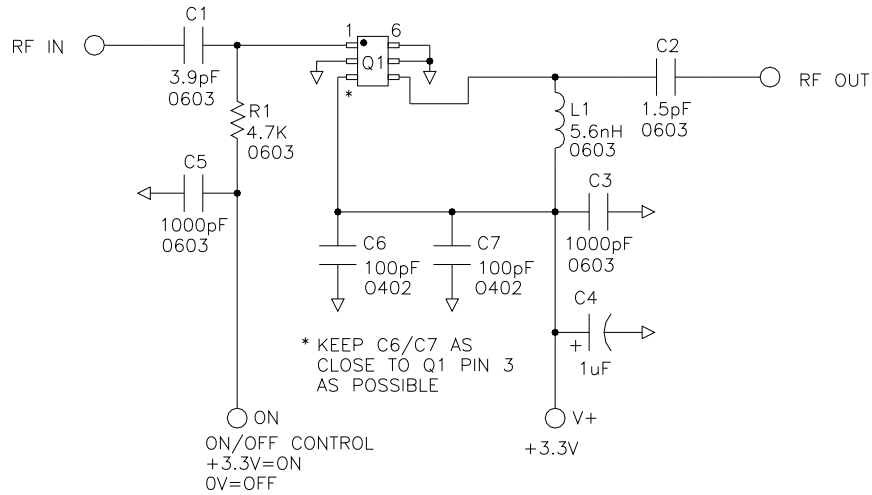 C1
RF IN
3.9pF
0603
1
6
Q1
*
C2
1.5pF
0603
RF OUT
R1
4.7K
0603
L1
5.6nH
0603
C5
1000pF
0603
C3
1000pF
0603
C6
100pF
0402
C7
100pF
0402
C4
+
1uF
* KEEP C6/C7 AS
CLOSE TO Q1 PIN 3
AS POSSIBLE
ON
ON/OFF CONTROL
+3.3V=ON
0V=OFF
V+
+3.3V